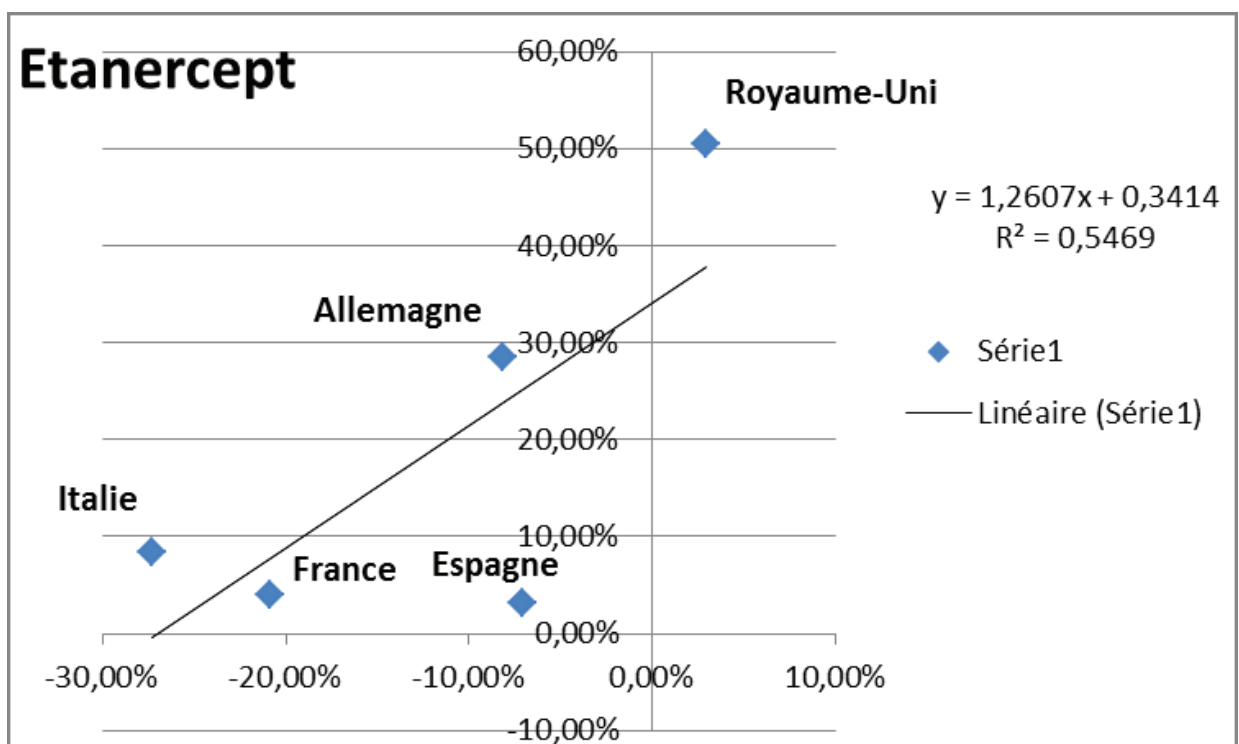 Etanercept
60,00%
Royaume-Uni
50,00%
y = 1,2607x + 0,3414
R² = 0,5469
40,00%
Allemagne
30,00%
Série1
Linéaire (Série1)
20,00%
Italie
10,00%
France
Espagne
0,00%
-30,00% -20,00% -10,00% 0,00% 10,00%
-10,00%